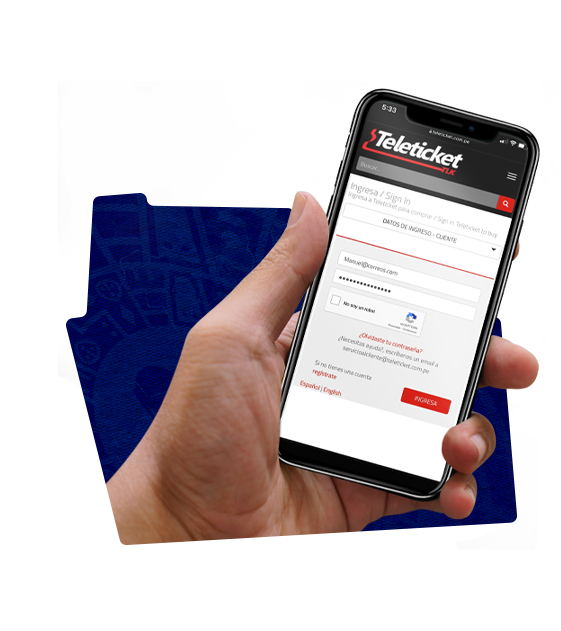 5:33
teleticket.com.pe
Teleticket
TLK
Buscar...
Ingresa / Sign In
Ingresa a Teleticket para comprar / Sign in Teleticket to buy
DATOS DE INGRESO - CLIENTE
Manuel@correos.com
No soy un robot
reCAPTCHA
¿Olvidaste tu contraseña?
¿Necesitas ayuda?, escríbenos un email a
servicioalcliente@teleticket.com.pe
Si no tienes una cuenta
regístrate
INGRESA
Español | English